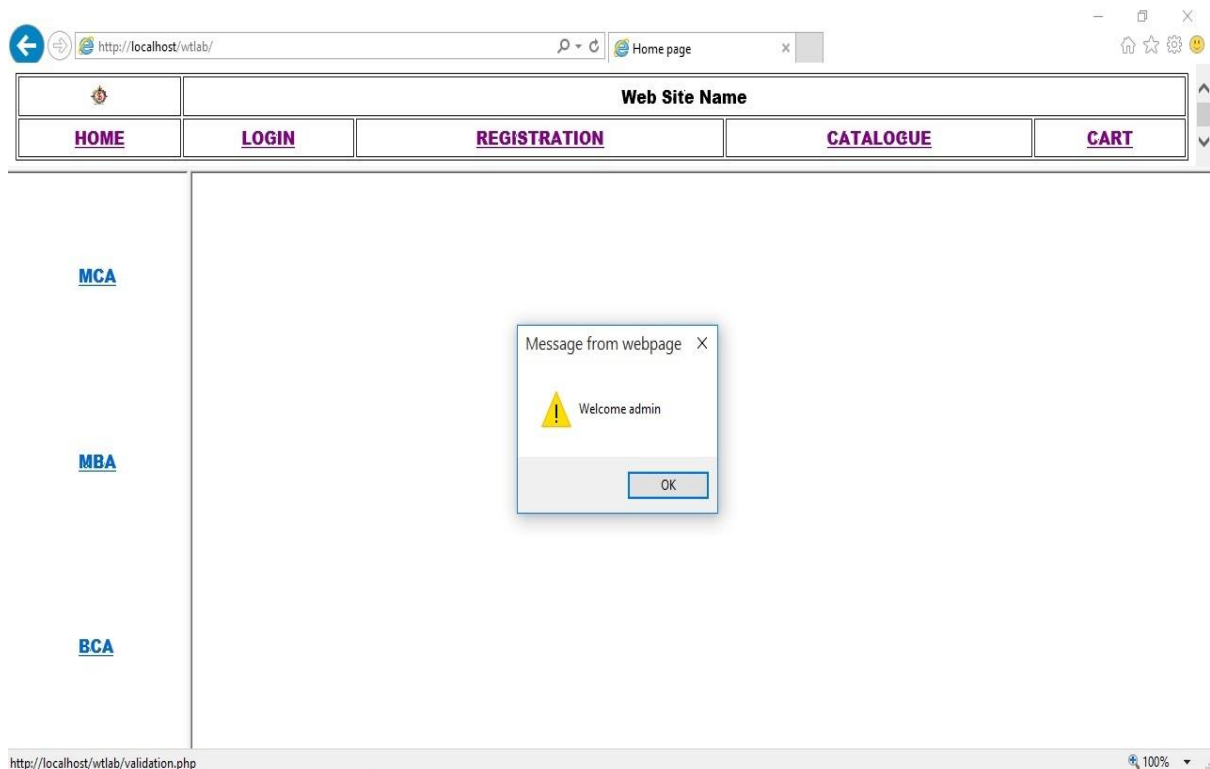 http://localhost/wtlab/
Home page
Web Site Name
HOME LOGIN REGISTRATION CATALOGUE CART
MCA
Message from webpage
Welcome admin
MBA
OK
BCA
http://localhost/wtlab/validation.php
100%